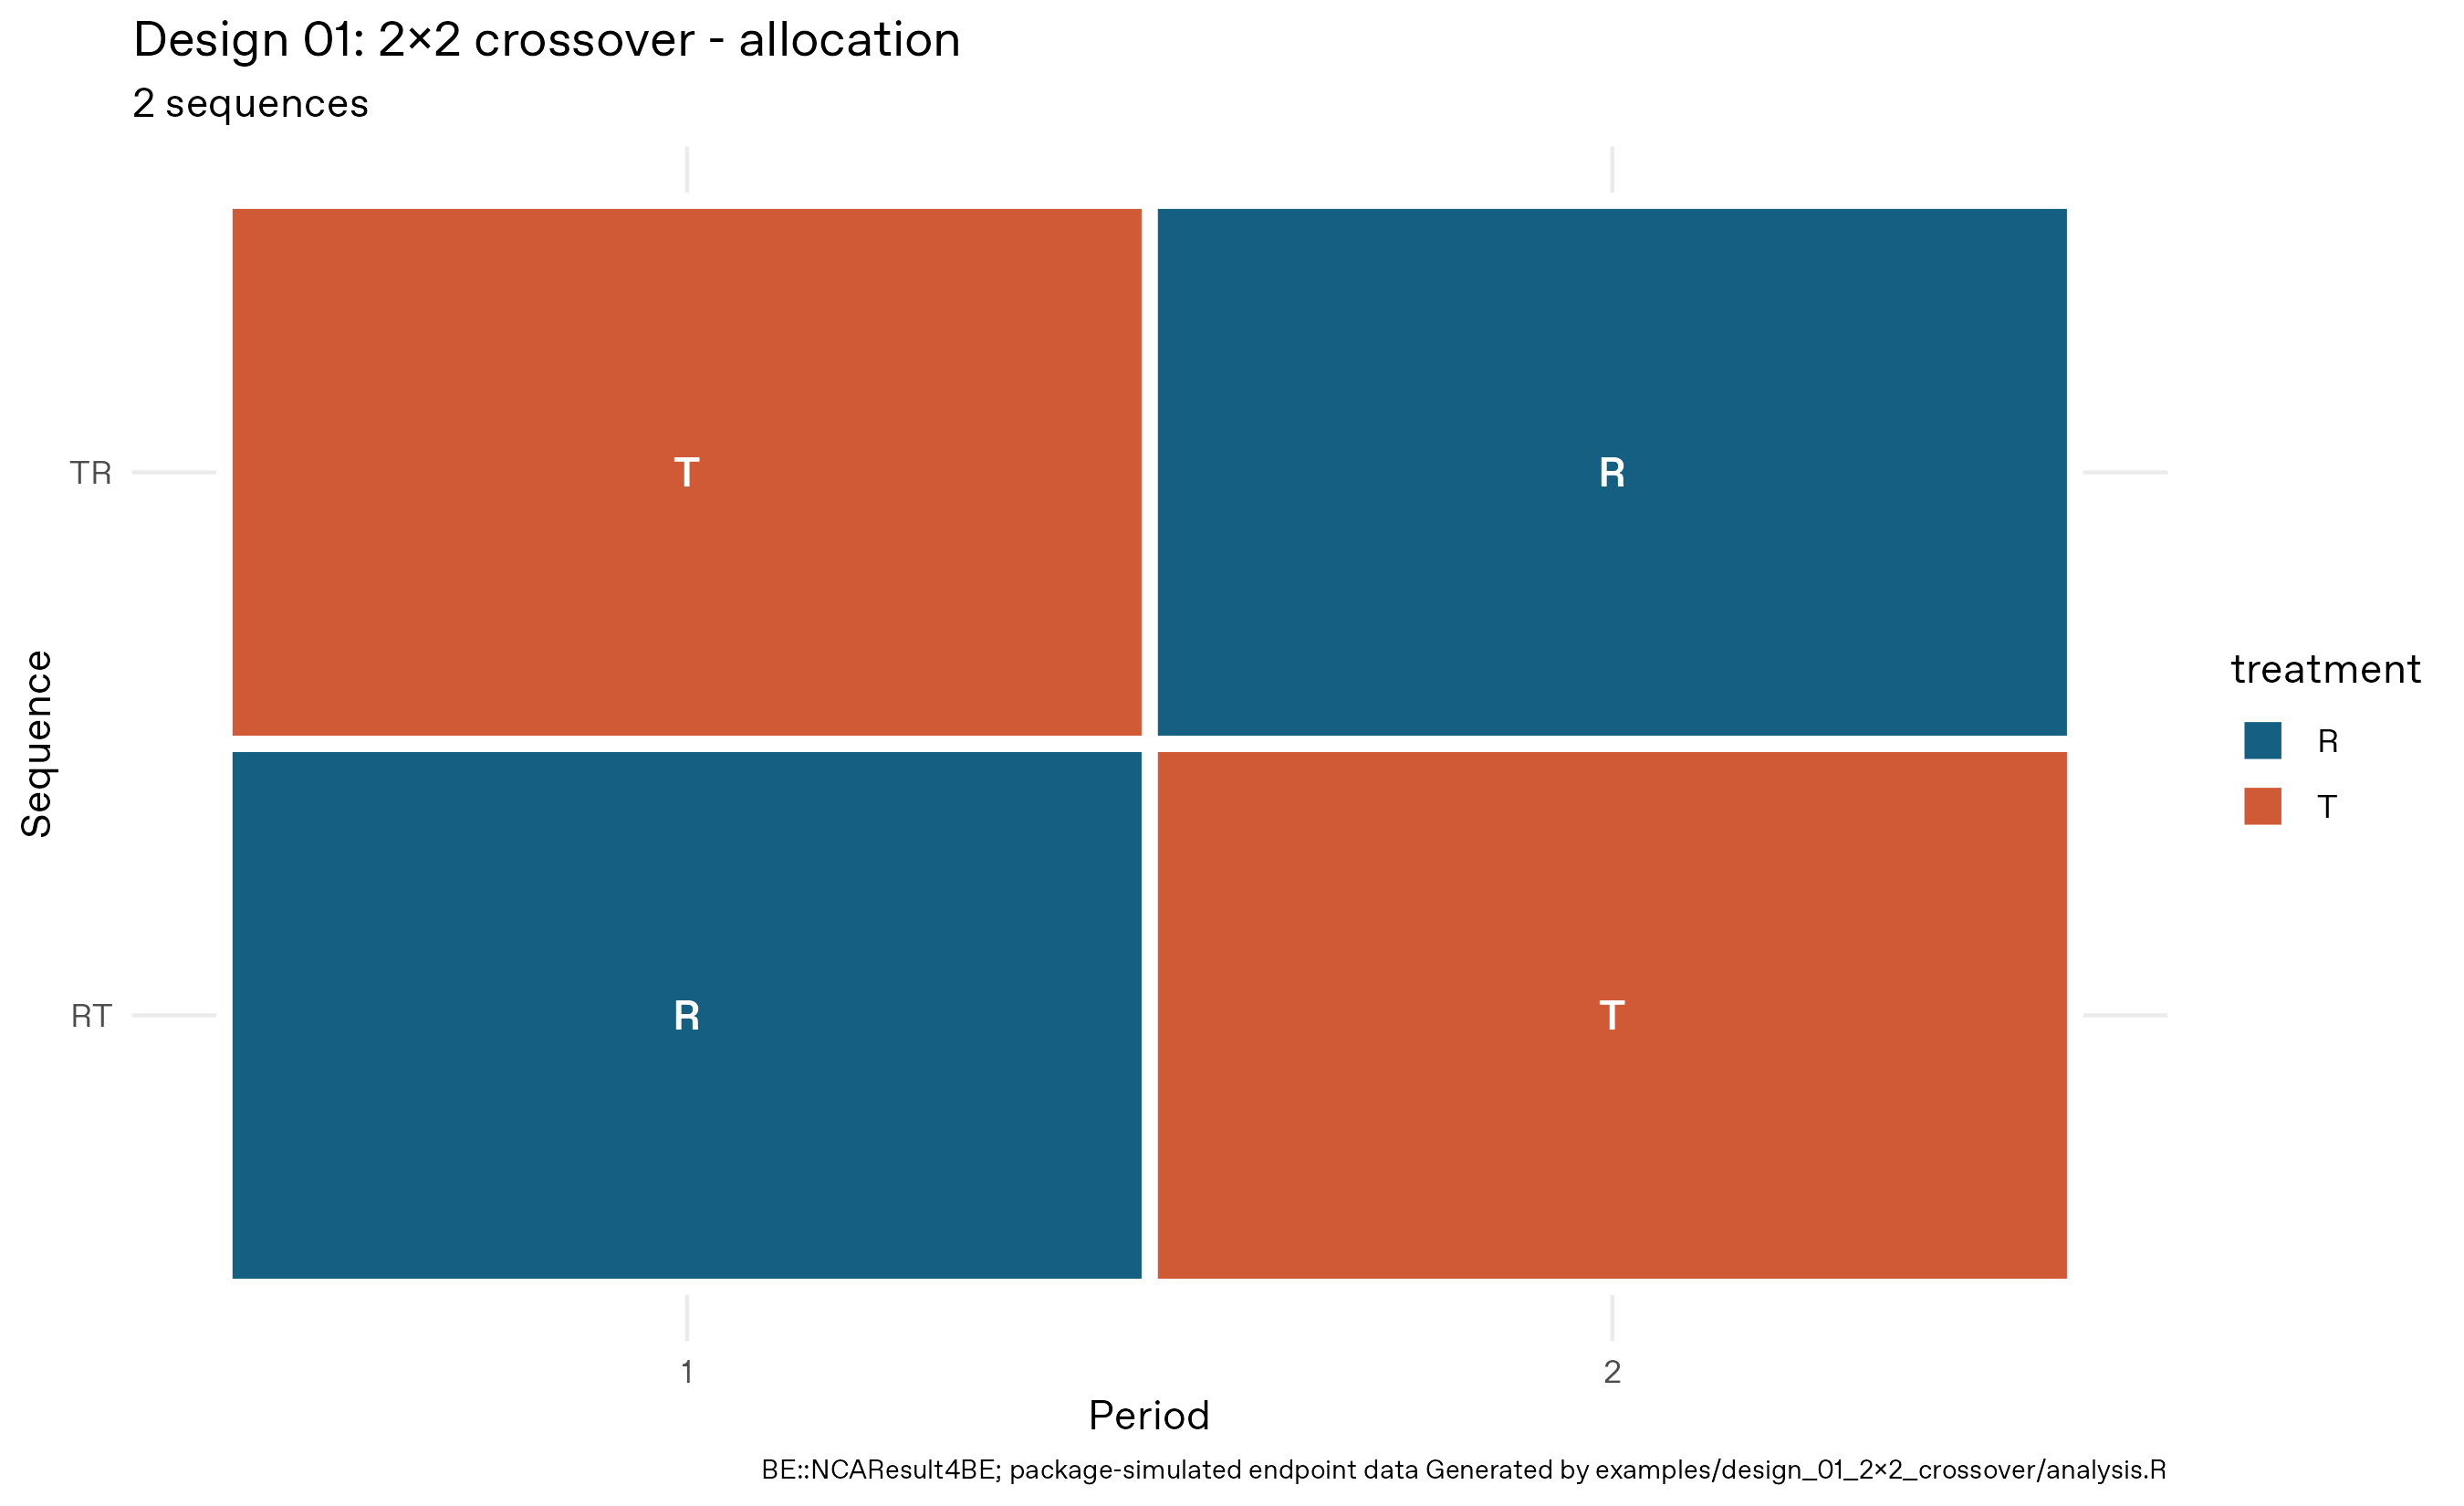 Design 01: 2×2 crossover - allocation
2 sequences
TR
T
R
Sequence
treatment
R
T
RT
R
T
1
2
Period
BE::NCAResult4BE; package-simulated endpoint data Generated by examples/design_01_2×2_crossover/analysis.R